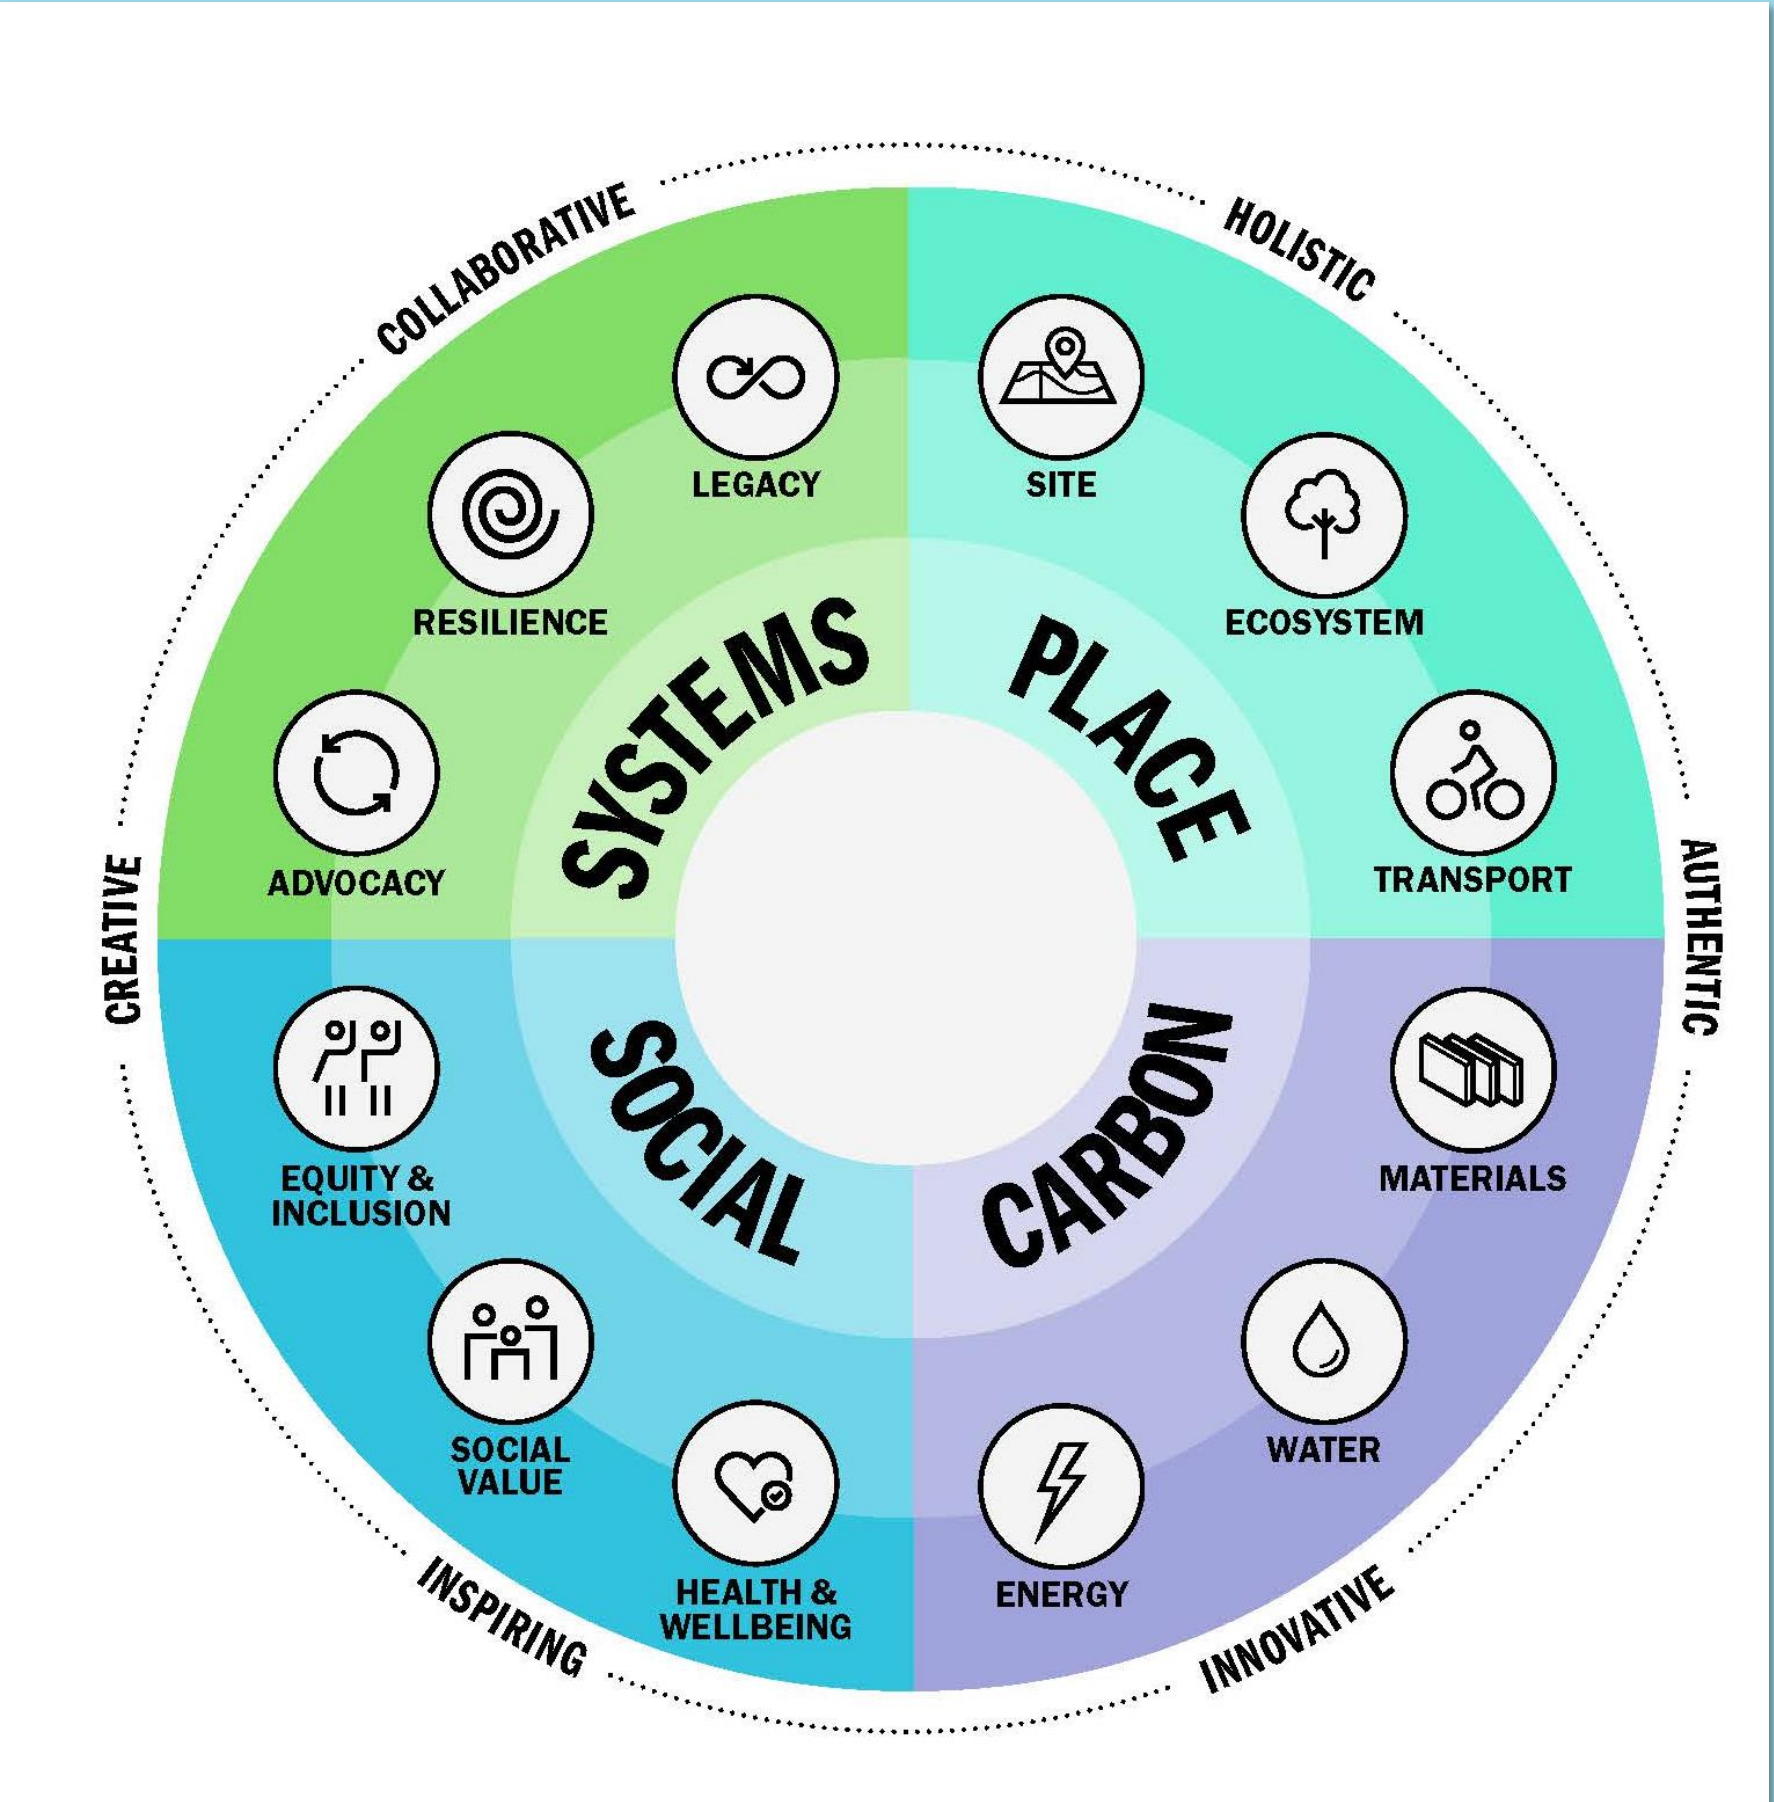 COLLABORATIVE
HOLISTIC
LEGACY
SITE
RESILIENCE
ECOSYSTEM
SYSTEMS
PLACE
ADVOCACY
TRANSPORT
CREATIVE
AUTHENTIC
EQUITY &
INCLUSION
MATERIALS
SOCIAL
CARBON
SOCIAL
VALUE
WATER
HEALTH &
WELLBEING
ENERGY
INSPIRING
INNOVATIVE